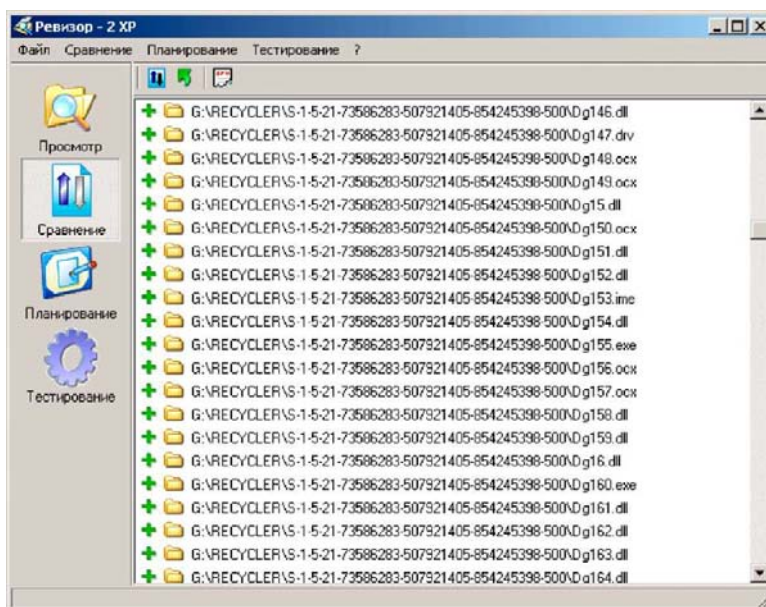 Ревизор - 2 XP
Файл Сравнение Планирование Тестирование ?
Просмотр
Сравнение
Планирование
Тестирование
G:\RECYCLER\S-1-5-21-73586283-507921405-854245398-500\Dg146.dll
G:\RECYCLER\S-1-5-21-73586283-507921405-854245398-500\Dg147.drv
G:\RECYCLER\S-1-5-21-73586283-507921405-854245398-500\Dg148.ocx
G:\RECYCLER\S-1-5-21-73586283-507921405-854245398-500\Dg149.ocx
G:\RECYCLER\S-1-5-21-73586283-507921405-854245398-500\Dg15.dll
G:\RECYCLER\S-1-5-21-73586283-507921405-854245398-500\Dg150.ocx
G:\RECYCLER\S-1-5-21-73586283-507921405-854245398-500\Dg151.dll
G:\RECYCLER\S-1-5-21-73586283-507921405-854245398-500\Dg152.dll
G:\RECYCLER\S-1-5-21-73586283-507921405-854245398-500\Dg153.ime
G:\RECYCLER\S-1-5-21-73586283-507921405-854245398-500\Dg154.dll
G:\RECYCLER\S-1-5-21-73586283-507921405-854245398-500\Dg155.exe
G:\RECYCLER\S-1-5-21-73586283-507921405-854245398-500\Dg156.ocx
G:\RECYCLER\S-1-5-21-73586283-507921405-854245398-500\Dg157.ocx
G:\RECYCLER\S-1-5-21-73586283-507921405-854245398-500\Dg158.dll
G:\RECYCLER\S-1-5-21-73586283-507921405-854245398-500\Dg159.dll
G:\RECYCLER\S-1-5-21-73586283-507921405-854245398-500\Dg16.dll
G:\RECYCLER\S-1-5-21-73586283-507921405-854245398-500\Dg160.exe
G:\RECYCLER\S-1-5-21-73586283-507921405-854245398-500\Dg161.dll
G:\RECYCLER\S-1-5-21-73586283-507921405-854245398-500\Dg162.dll
G:\RECYCLER\S-1-5-21-73586283-507921405-854245398-500\Dg163.dll
G:\RECYCLER\S-1-5-21-73586283-507921405-854245398-500\Dg164.dll